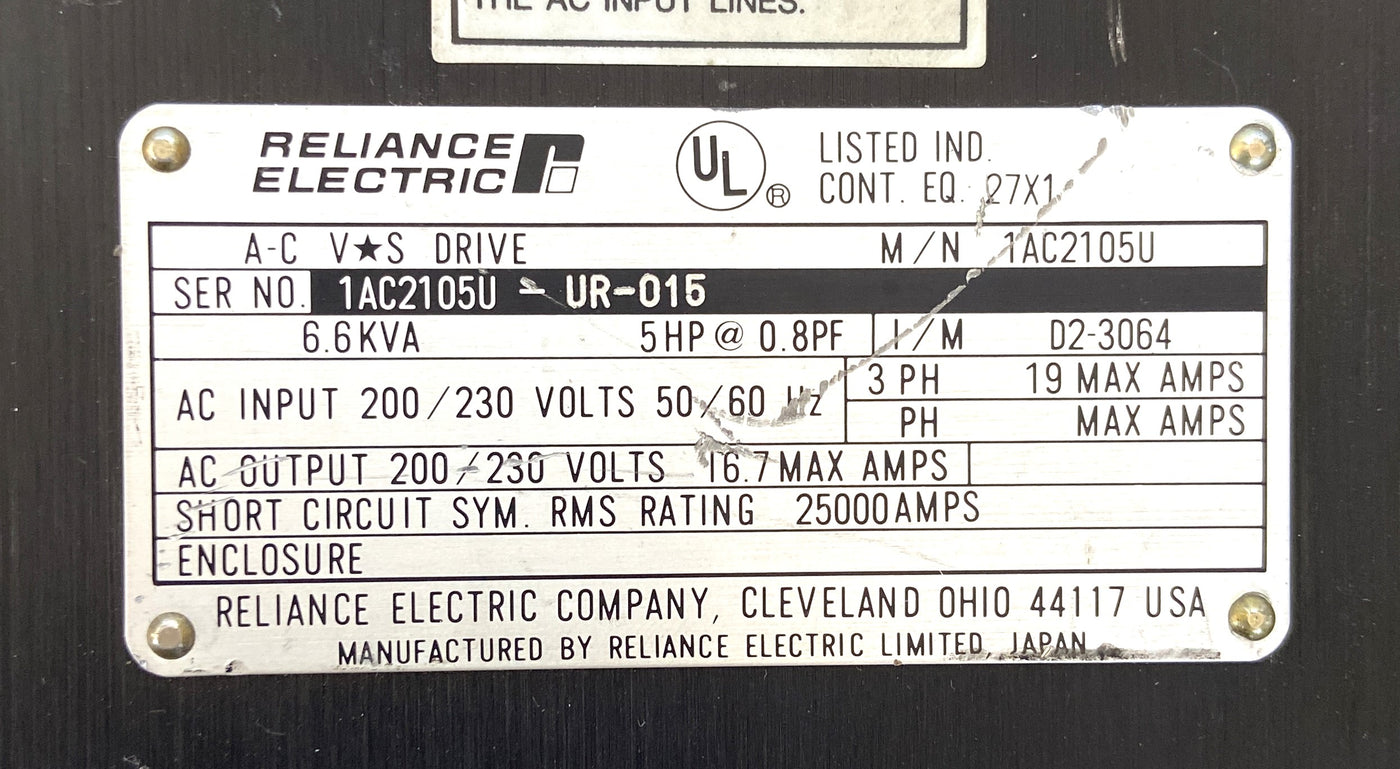 THE AC INPUT LINES.
RELIANCE
ELECTRIC
UL ®
LISTED IND.
CONT. EQ. 27X1
A-C V★S DRIVE M/N 1AC2105U
SER NO. 1AC2105U - UR-015
6.6KVA 5HP @ 0.8PF I/M D2-3064
AC INPUT 200/230 VOLTS 50/60 Hz
3 PH 19 MAX AMPS
PH MAX AMPS
AC OUTPUT 200/230 VOLTS 16.7 MAX AMPS
SHORT CIRCUIT SYM. RMS RATING 25000AMPS
ENCLOSURE
RELIANCE ELECTRIC COMPANY, CLEVELAND OHIO 44117 USA
MANUFACTURED BY RELIANCE ELECTRIC LIMITED, JAPAN